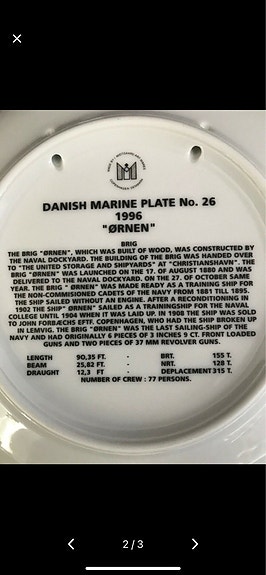 DANISH MARINE PLATE No. 26
1996
"ØRNEN"
BRIG
THE BRIG "ØRNEN", WHICH WAS BUILT OF WOOD, WAS CONSTRUCTED BY
THE NAVAL DOCKYARD. THE BUILDING OF THE BRIG WAS HANDED OVER
TO "THE UNITED STORAGE AND SHIPYARDS" AT "CHRISTIANSHAVN". THE
BRIG "ØRNEN" WAS LAUNCHED ON THE 17. OF AUGUST 1880 AND WAS
DELIVERED TO THE NAVAL DOCKYARD. ON THE 27. OF OCTOBER SAME
YEAR. THE BRIG " ØRNEN" WAS MADE READY AS A TRAINING SHIP FOR
THE NON-COMMISSIONED CADETS OF THE NAVY FROM 1881 TILL 1895.
THE SHIP SAILED WITHOUT AN ENGINE. AFTER A RECONDITIONING IN
1902 THE SHIP" ØRNEN" SAILED AS A TRAININGSHIP FOR THE NAVAL
COLLEGE UNTIL 1904 WHEN IT WAS LAID UP. IN 1908 THE SHIP WAS SOLD
TO JOHN FORBÆCHS EFTF. COPENHAGEN, WHO HAD THE SHIP BROKEN UP
IN LEMVIG. THE BRIG "ØRNEN" WAS THE LAST SAILING-SHIP OF THE
NAVY AND HAD ORIGINALLY 6 PIECES OF 3 INCHES 9 CT. FRONT LOADED
GUNS AND TWO PIECES OF 37 MM REVOLVER GUNS.
LENGTH 90,35 FT. - BRT. 155 T.
BEAM 25,82 FT. - NRT. 128 T.
DRAUGHT 12,3 FT - DEPLACEMENT 315 T.
NUMBER OF CREW : 77 PERSONS.
2/3